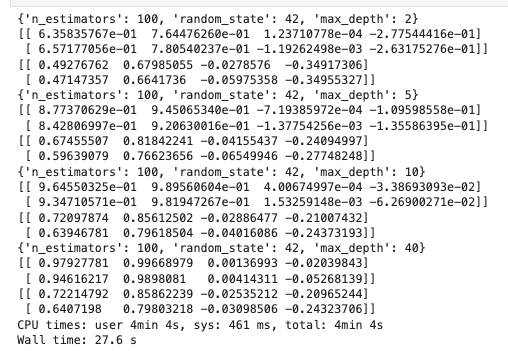 {'n_estimators': 100, 'random_state': 42, 'max_depth': 2}
[[ 6.35835767e-01  7.64476260e-01  1.23710778e-04 -2.77544416e-01]
 [ 6.57177056e-01  7.80540237e-01 -1.19262498e-03 -2.63175276e-01]]
[[ 0.49276762  0.67985055 -0.0278576  -0.34917306]
 [ 0.47147357  0.6641736  -0.05975358 -0.34955327]]
{'n_estimators': 100, 'random_state': 42, 'max_depth': 5}
[[ 8.77370629e-01  9.45065340e-01 -7.19385972e-04 -1.09598558e-01]
 [ 8.42806997e-01  9.20630016e-01 -1.37754256e-03 -1.35586395e-01]]
[[ 0.67455507  0.81842241 -0.04155437 -0.24094997]
 [ 0.59639079  0.76623656 -0.06549946 -0.27748248]]
{'n_estimators': 100, 'random_state': 42, 'max_depth': 10}
[[ 9.64550325e-01  9.89560604e-01  4.00674997e-04 -3.38693093e-02]
 [ 9.34710571e-01  9.81947267e-01  1.53259148e-03 -6.26900271e-02]]
[[ 0.72097874  0.85612502 -0.02886477 -0.21007432]
 [ 0.63946781  0.79618504 -0.04016086 -0.24373193]]
{'n_estimators': 100, 'random_state': 42, 'max_depth': 40}
[[ 0.97927781  0.99668979  0.00136993 -0.02039843]
 [ 0.94616217  0.9898081   0.00414311 -0.05268139]]
[[ 0.72214792  0.85862239 -0.02535212 -0.20965244]
 [ 0.6407198   0.79803218 -0.03098506 -0.24323706]]
CPU times: user 4min 4s, sys: 461 ms, total: 4min 4s
Wall time: 27.6 s